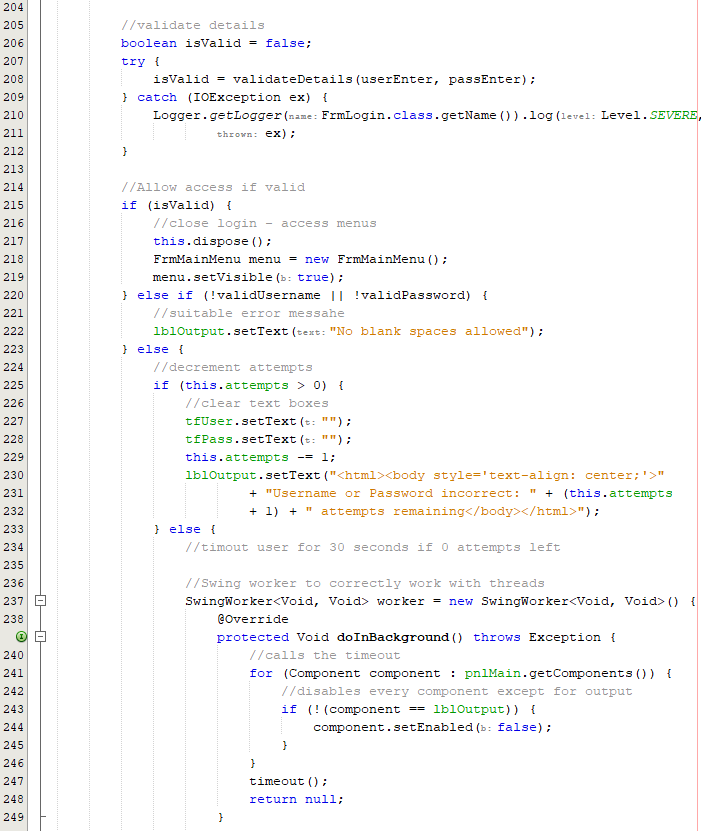 204
205 //validate details
206 boolean isValid = false;
207 try {
208 isValid = validateDetails(userEnter, passEnter);
209 } catch (IOException ex) {
210 Logger.getLogger(name: FrmLogin.class.getName()).log(level: Level.SEVERE,
211 thrown: ex);
212 }
213
214 //Allow access if valid
215 if (isValid) {
216 //close login - access menus
217 this.dispose();
218 FrmMainMenu menu = new FrmMainMenu();
219 menu.setVisible(b: true);
220 } else if (!validUsername || !validPassword) {
221 //suitable error messahe
222 lblOutput.setText(text: "No blank spaces allowed");
223 } else {
224 //decrement attempts
225 if (this.attempts > 0) {
226 //clear text boxes
227 tfUser.setText(t: "");
228 tfPass.setText(t: "");
229 this.attempts -= 1;
230 lblOutput.setText("<html><body style='text-align: center;'>"
231 + "Username or Password incorrect: " + (this.attempts
232 + 1) + " attempts remaining</body></html>");
233 } else {
234 //timout user for 30 seconds if 0 attempts left
235
236 //Swing worker to correctly work with threads
237 SwingWorker<Void, Void> worker = new SwingWorker<Void, Void>() {
238 @Override
protected Void doInBackground() throws Exception {
240 //calls the timeout
241 for (Component component : pnlMain.getComponents()) {
242 //disables every component except for output
243 if (!(component == lblOutput)) {
244 component.setEnabled(b: false);
245 }
246 }
247 timeout();
248 return null;
249 }